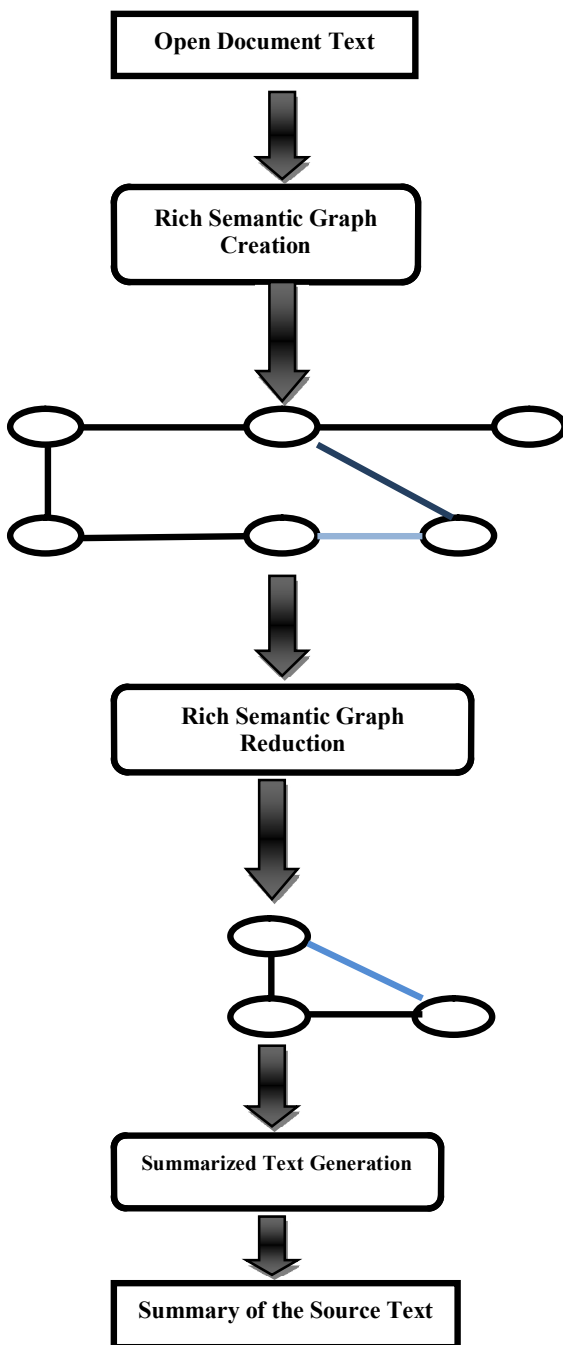 Open Document Text
Rich Semantic Graph
Creation
Rich Semantic Graph
Reduction
Summarized Text Generation
Summary of the Source Text